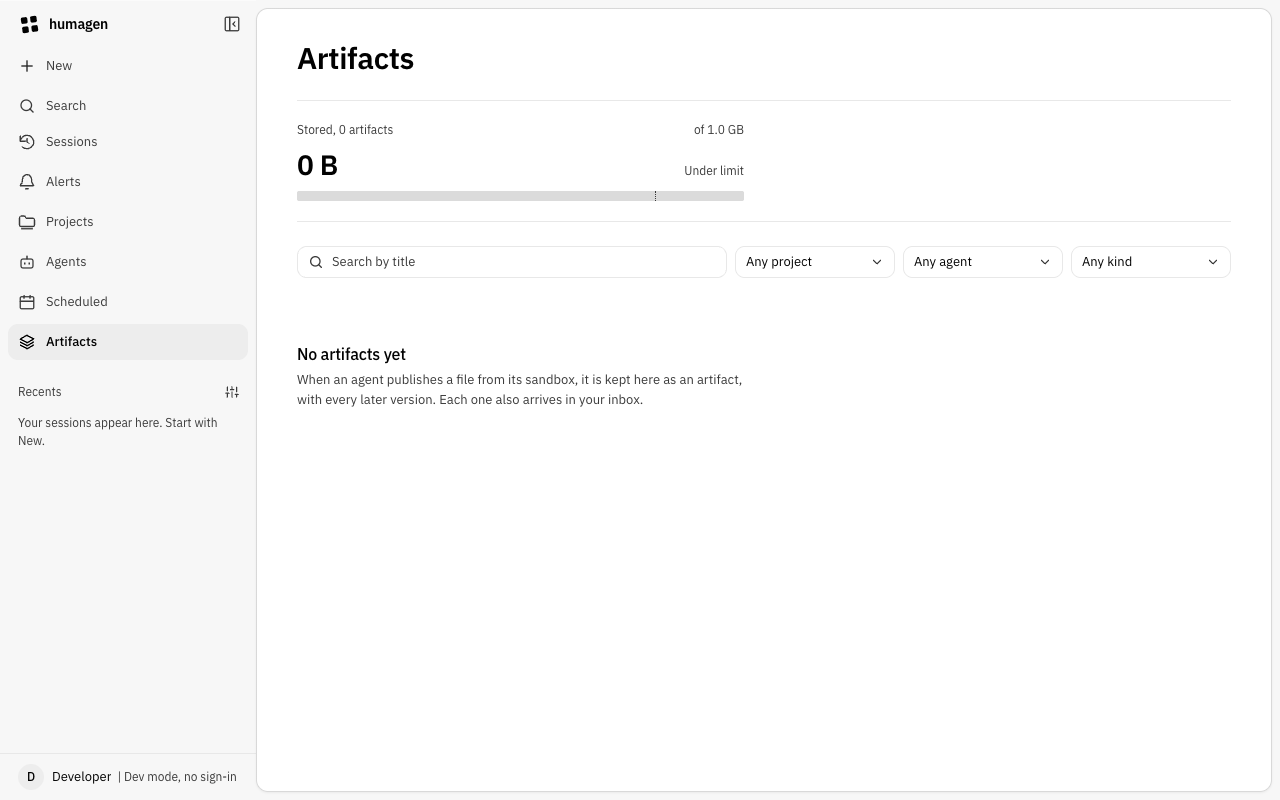 humagen
New
Search
Sessions
Alerts
Projects
Agents
Scheduled
Artifacts
Recents
Your sessions appear here. Start with
New.
D Developer | Dev mode, no sign-in
Artifacts
Stored, 0 artifacts of 1.0 GB
0 B Under limit
Search by title Any project Any agent Any kind
No artifacts yet
When an agent publishes a file from its sandbox, it is kept here as an artifact,
with every later version. Each one also arrives in your inbox.